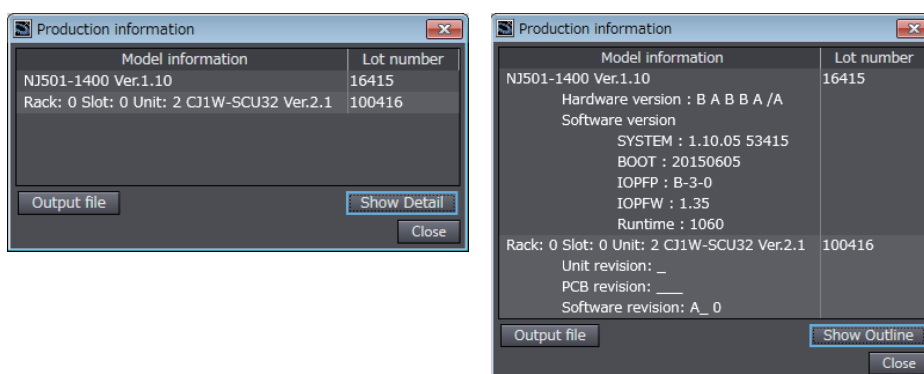 Production information
Model information Lot number
NJ501-1400 Ver.1.10 16415
Rack: 0 Slot: 0 Unit: 2 CJ1W-SCU32 Ver.2.1 100416
Output file Show Detail
Close
Production information
Model information Lot number
NJ501-1400 Ver.1.10 16415
Hardware version : B A B B A /A
Software version
SYSTEM : 1.10.05 53415
BOOT : 20150605
IOPFP : B-3-0
IOPFW : 1.35
Runtime : 1060
Rack: 0 Slot: 0 Unit: 2 CJ1W-SCU32 Ver.2.1 100416
Unit revision: _
PCB revision: ___
Software revision: A_ 0
Output file Show Outline
Close